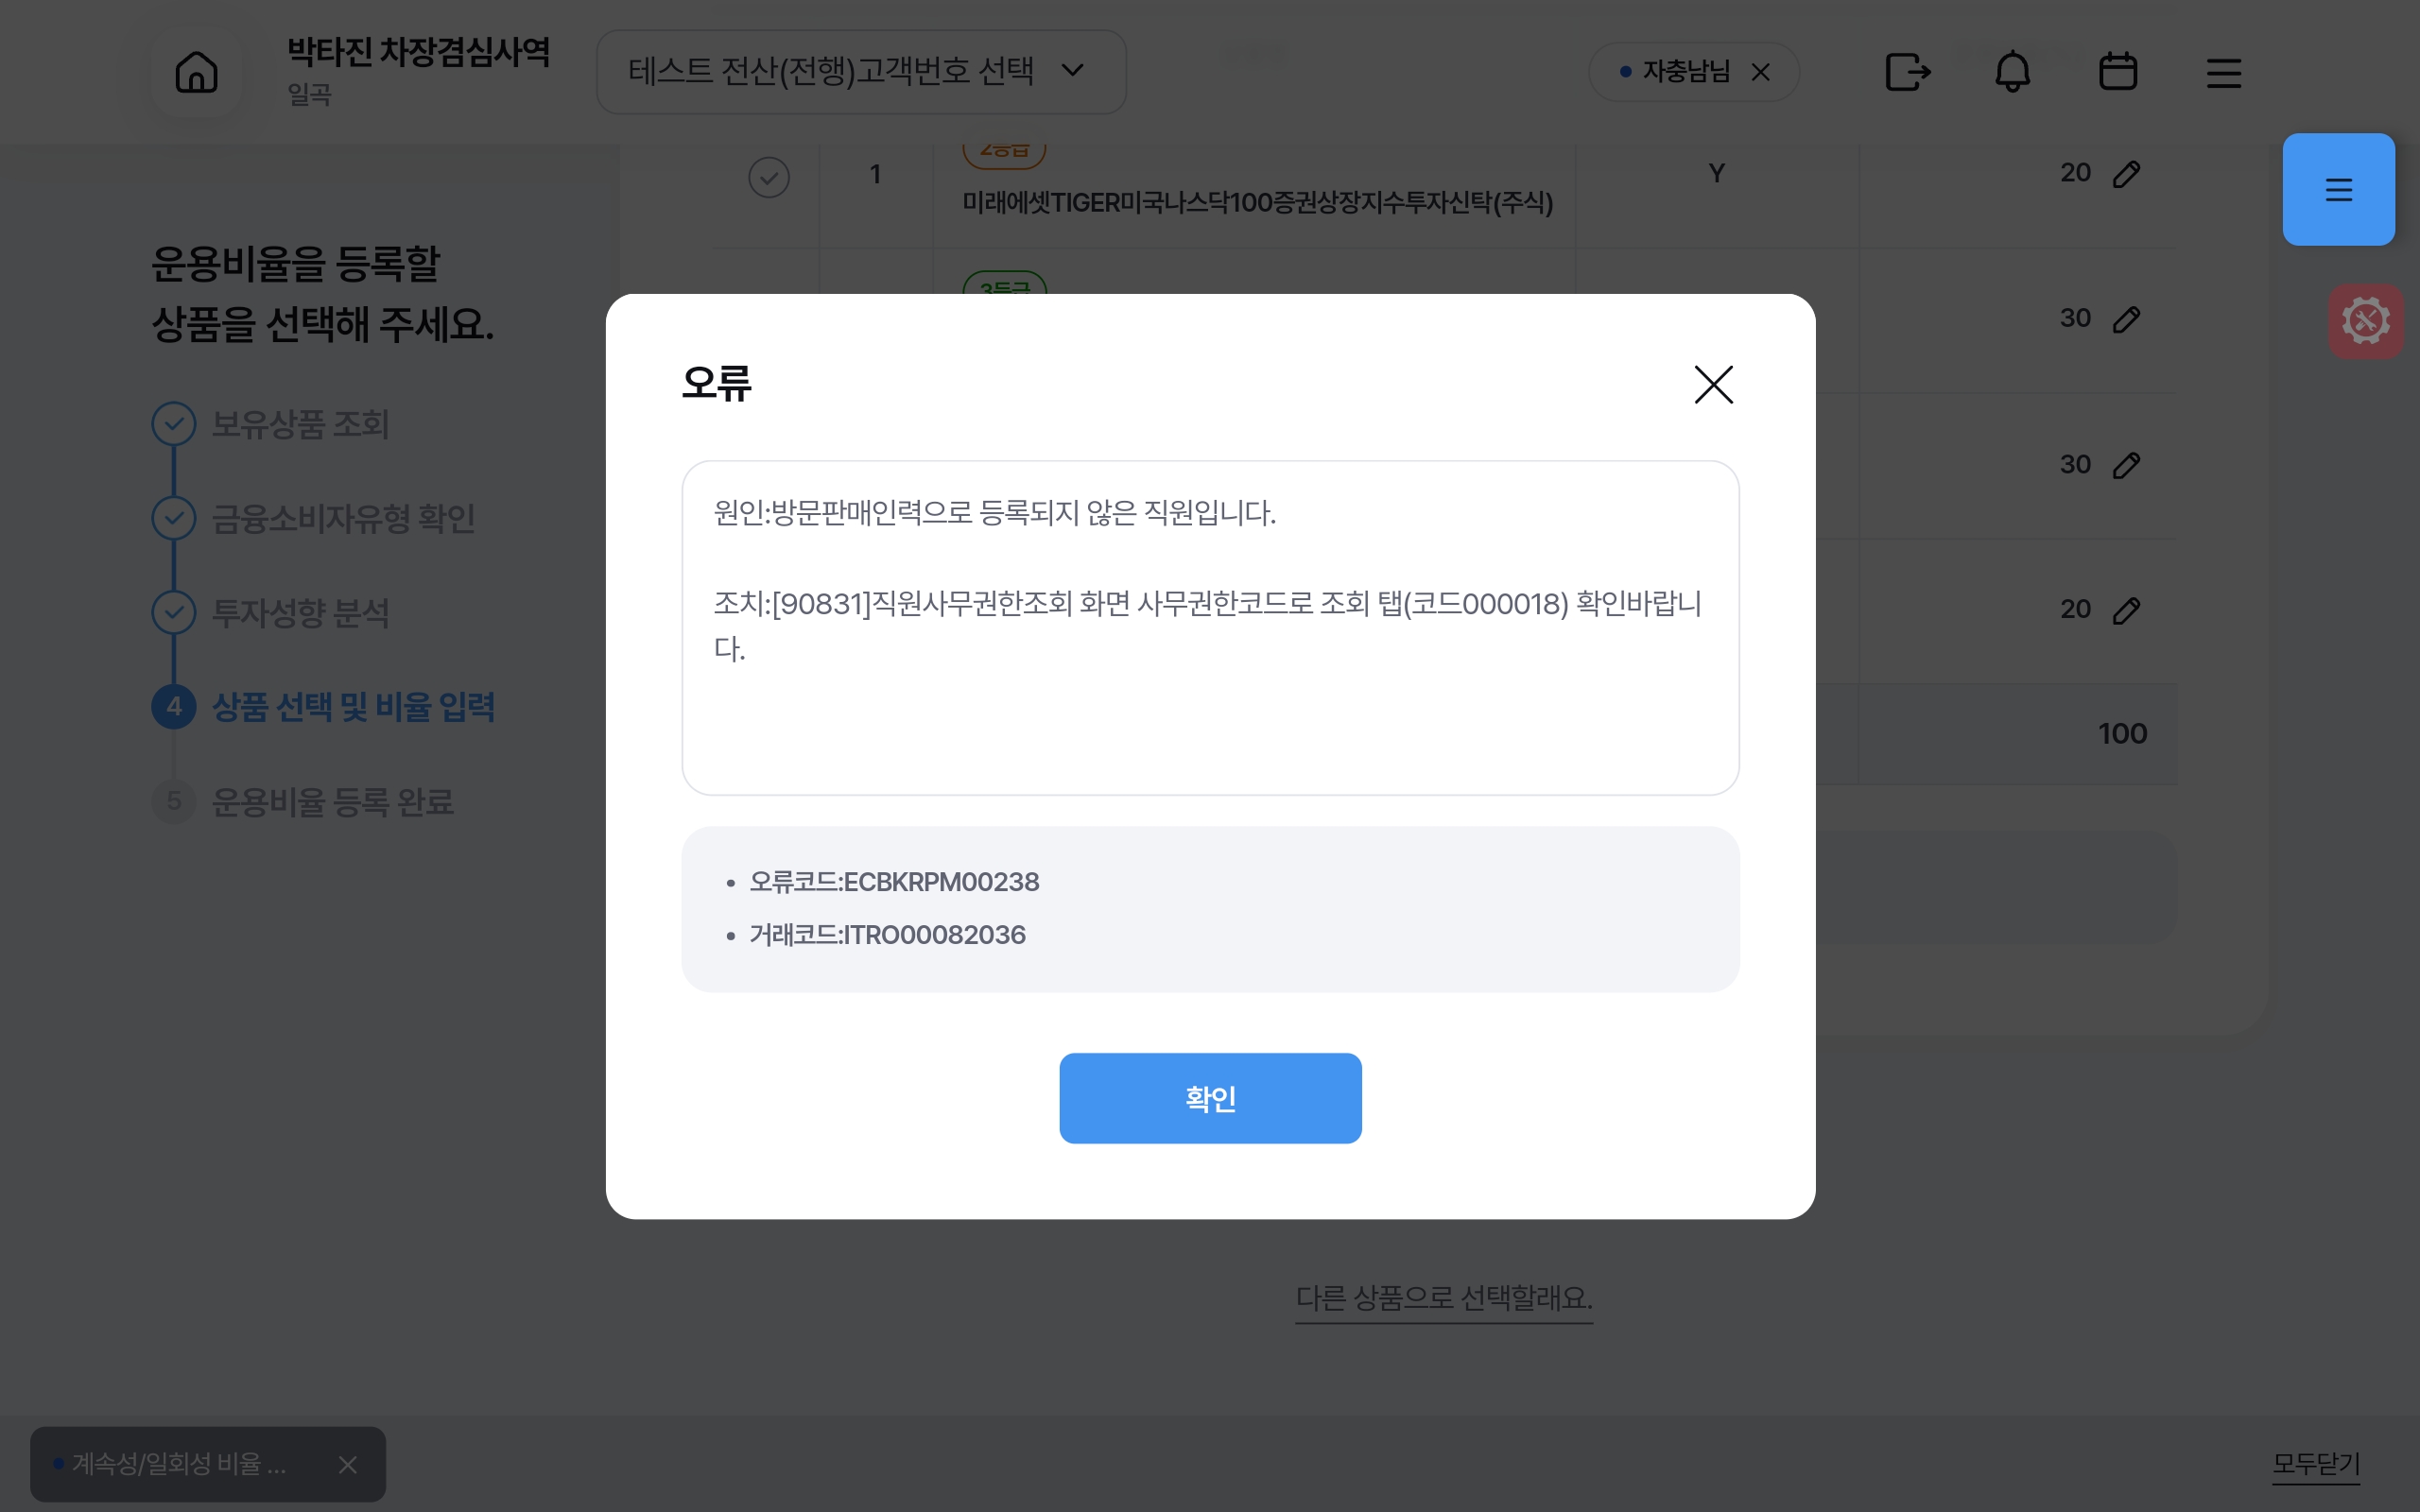 박타진 차장겸심사역
일곡
테스트 전산(전행)고객번호 선택
자충남님
2등급
1
미래에셋TIGER미국나스닥100증권상장지수투자신탁(주식)
Y
20
운용비율을 등록할
상품을 선택해 주세요.
3등급
30
보유상품 조회
30
금융소비자유형 확인
투자성향 분석
20
4 상품 선택 및 비율 입력
100
5 운용비율 등록 완료
오류
원인:방문판매인력으로 등록되지 않은 직원입니다.
조치:[90831]직원사무권한조회 화면 사무권한코드로 조회 탭(코드000018) 확인바랍니
다.
• 오류코드:ECBKRPM00238
• 거래코드:ITRO00082036
확인
다른 상품으로 선택할래요.
계속성/일회성 비율 ...
모두닫기